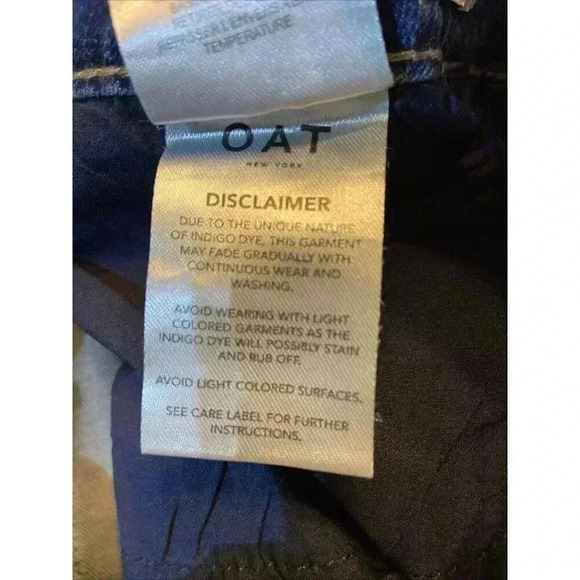 REPASSER L'ENVERS
TEMPERATURE
OAT
NEW YORK
DISCLAIMER
DUE TO THE UNIQUE NATURE
OF INDIGO DYE, THIS GARMENT
MAY FADE GRADUALLY WITH
CONTINUOUS WEAR AND
WASHING.
AVOID WEARING WITH LIGHT
COLORED GARMENTS AS THE
INDIGO DYE WILL POSSIBLY STAIN
AND RUB OFF.
AVOID LIGHT COLORED SURFACES.
SEE CARE LABEL FOR FURTHER
INSTRUCTIONS.